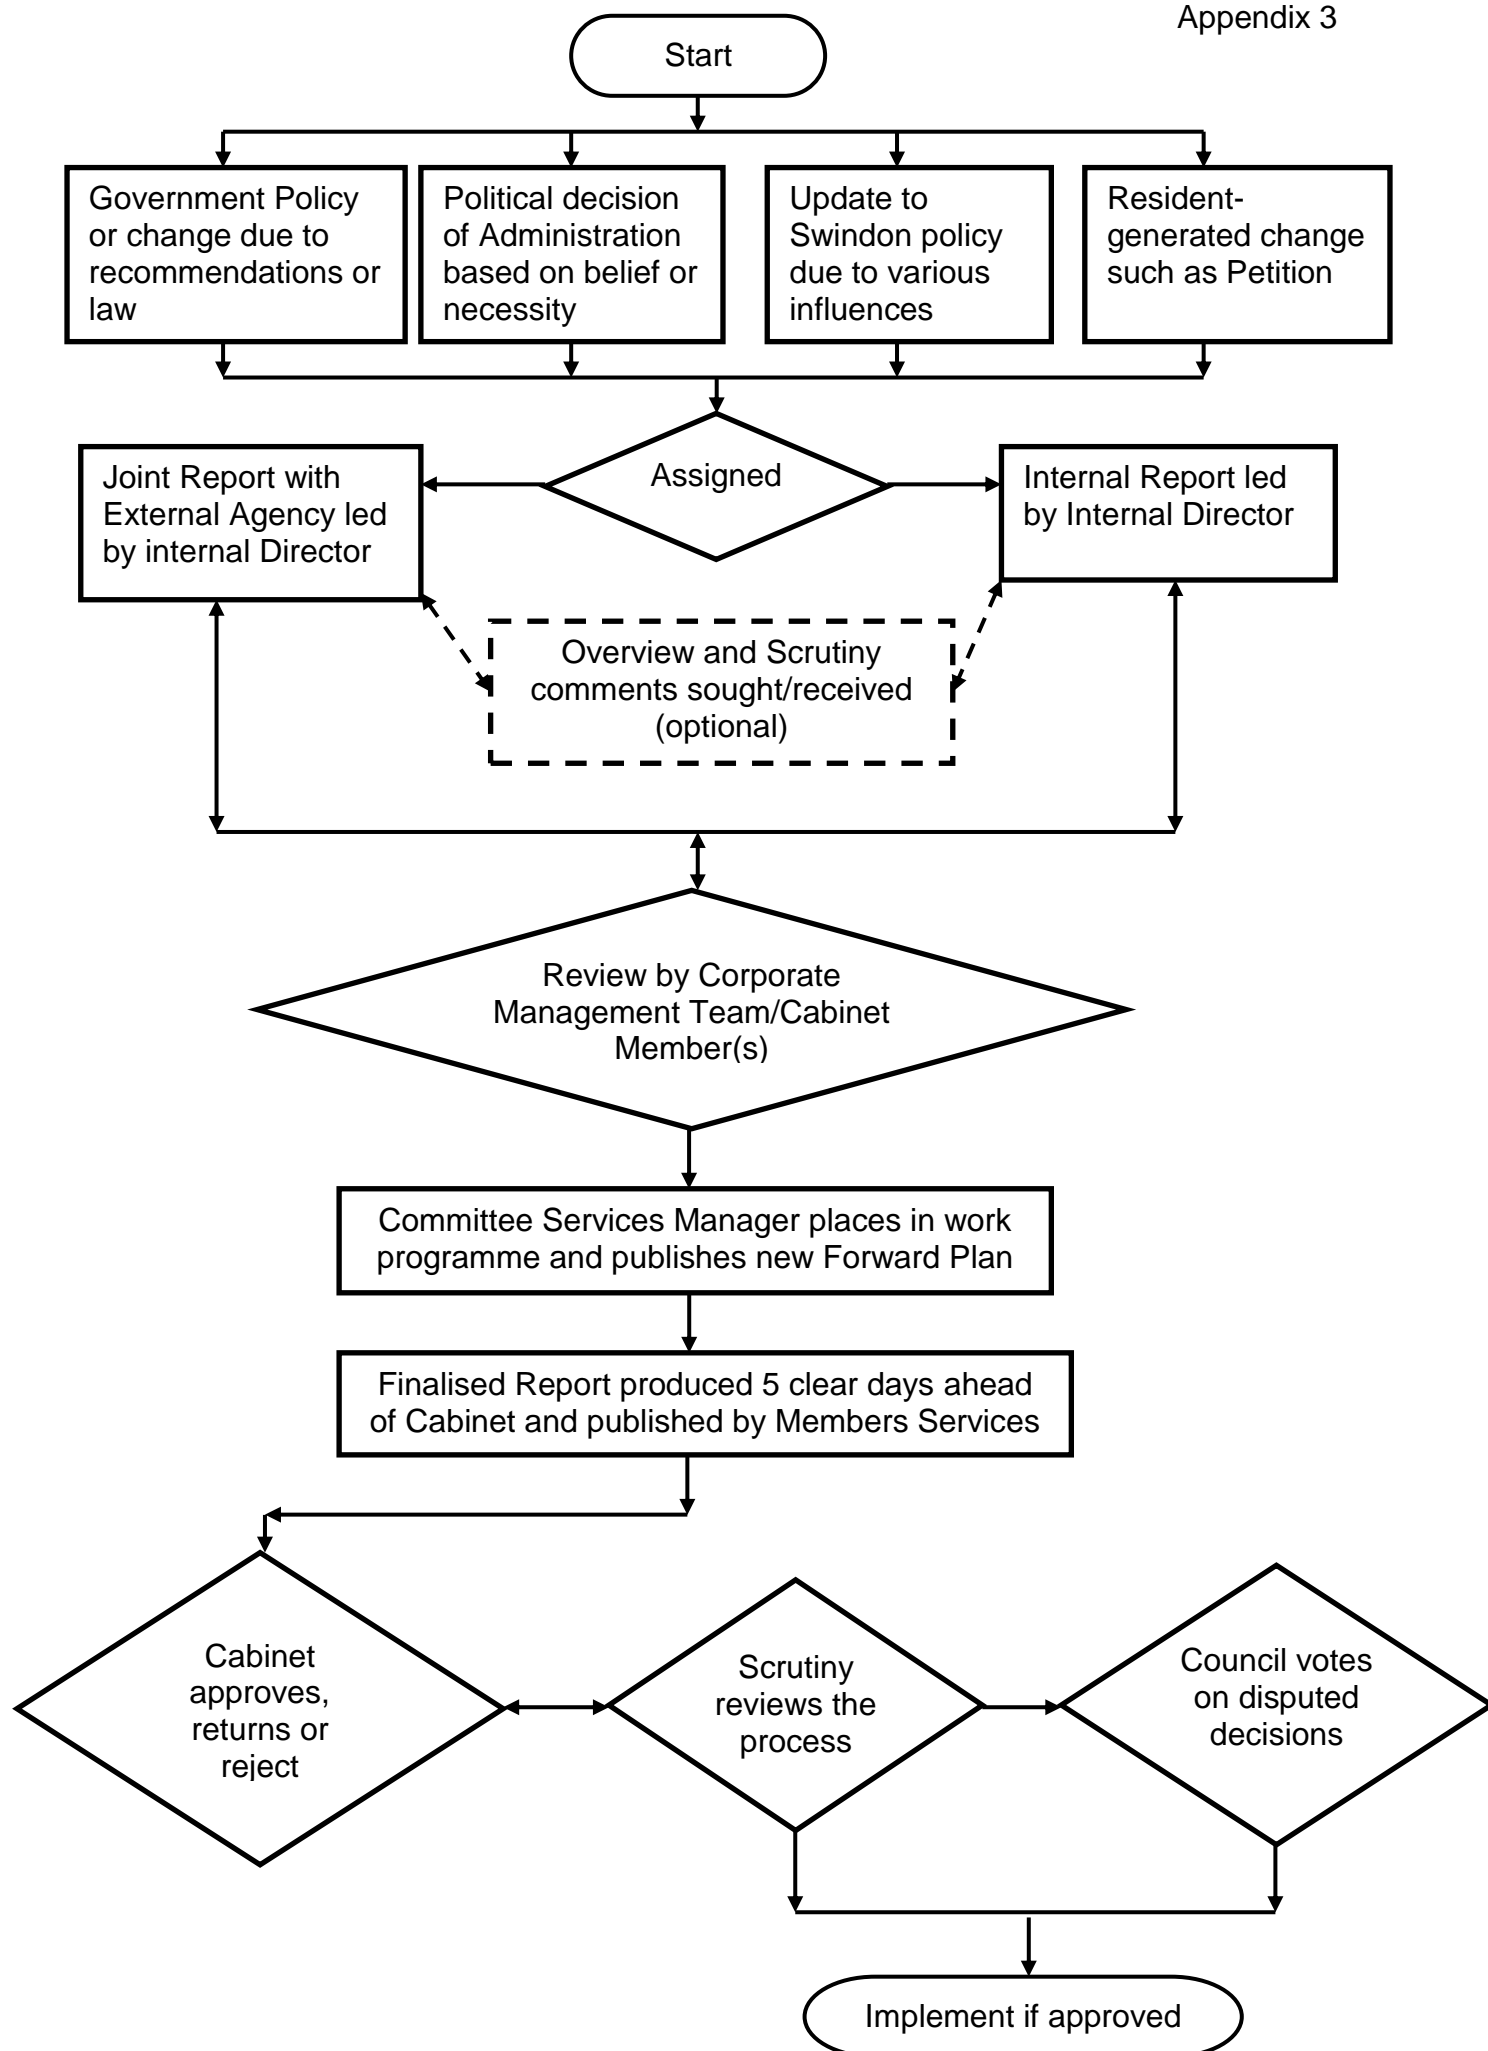 Appendix 3
Start
Government Policy
or change due to
recommendations or
law
Political decision
of Administration
based on belief or
necessity
Update to
Swindon policy
due to various
influences
Resident-
generated change
such as Petition
Joint Report with
External Agency led
by internal Director
Assigned
Internal Report led
by Internal Director
Overview and Scrutiny
comments sought/received
(optional)
Review by Corporate
Management Team/Cabinet
Member(s)
Committee Services Manager places in work
programme and publishes new Forward Plan
Finalised Report produced 5 clear days ahead
of Cabinet and published by Members Services
Cabinet
approves,
returns or
reject
Scrutiny
reviews the
process
Council votes
on disputed
decisions
Implement if approved